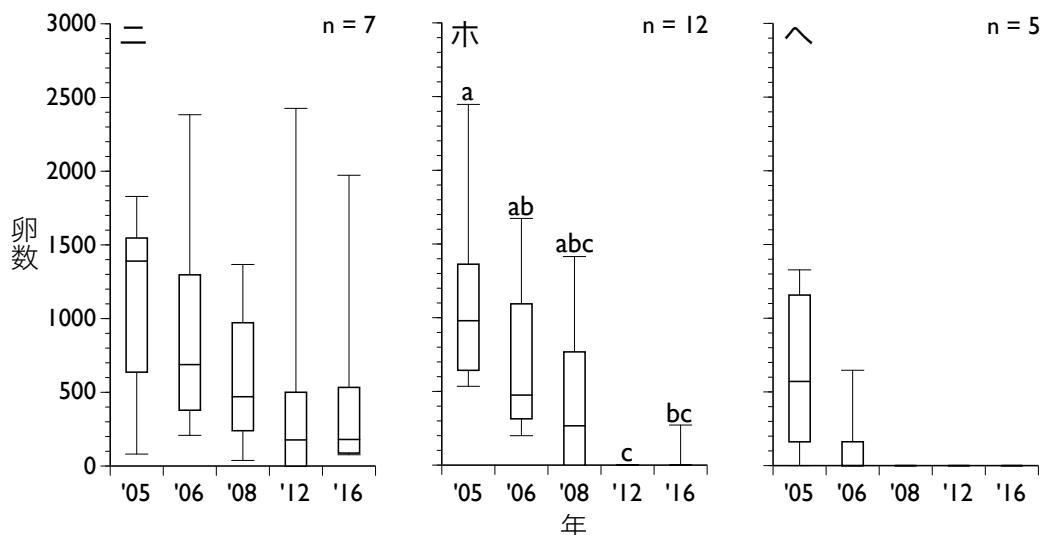 卵数
3000
2500
2000
1500
1000
500
0
ニ
n = 7
'05 '06 '08 '12 '16
ホ
n = 12
a
ab
abc
c
bc
'05 '06 '08 '12 '16
ヘ
n = 5
'05 '06 '08 '12 '16
年